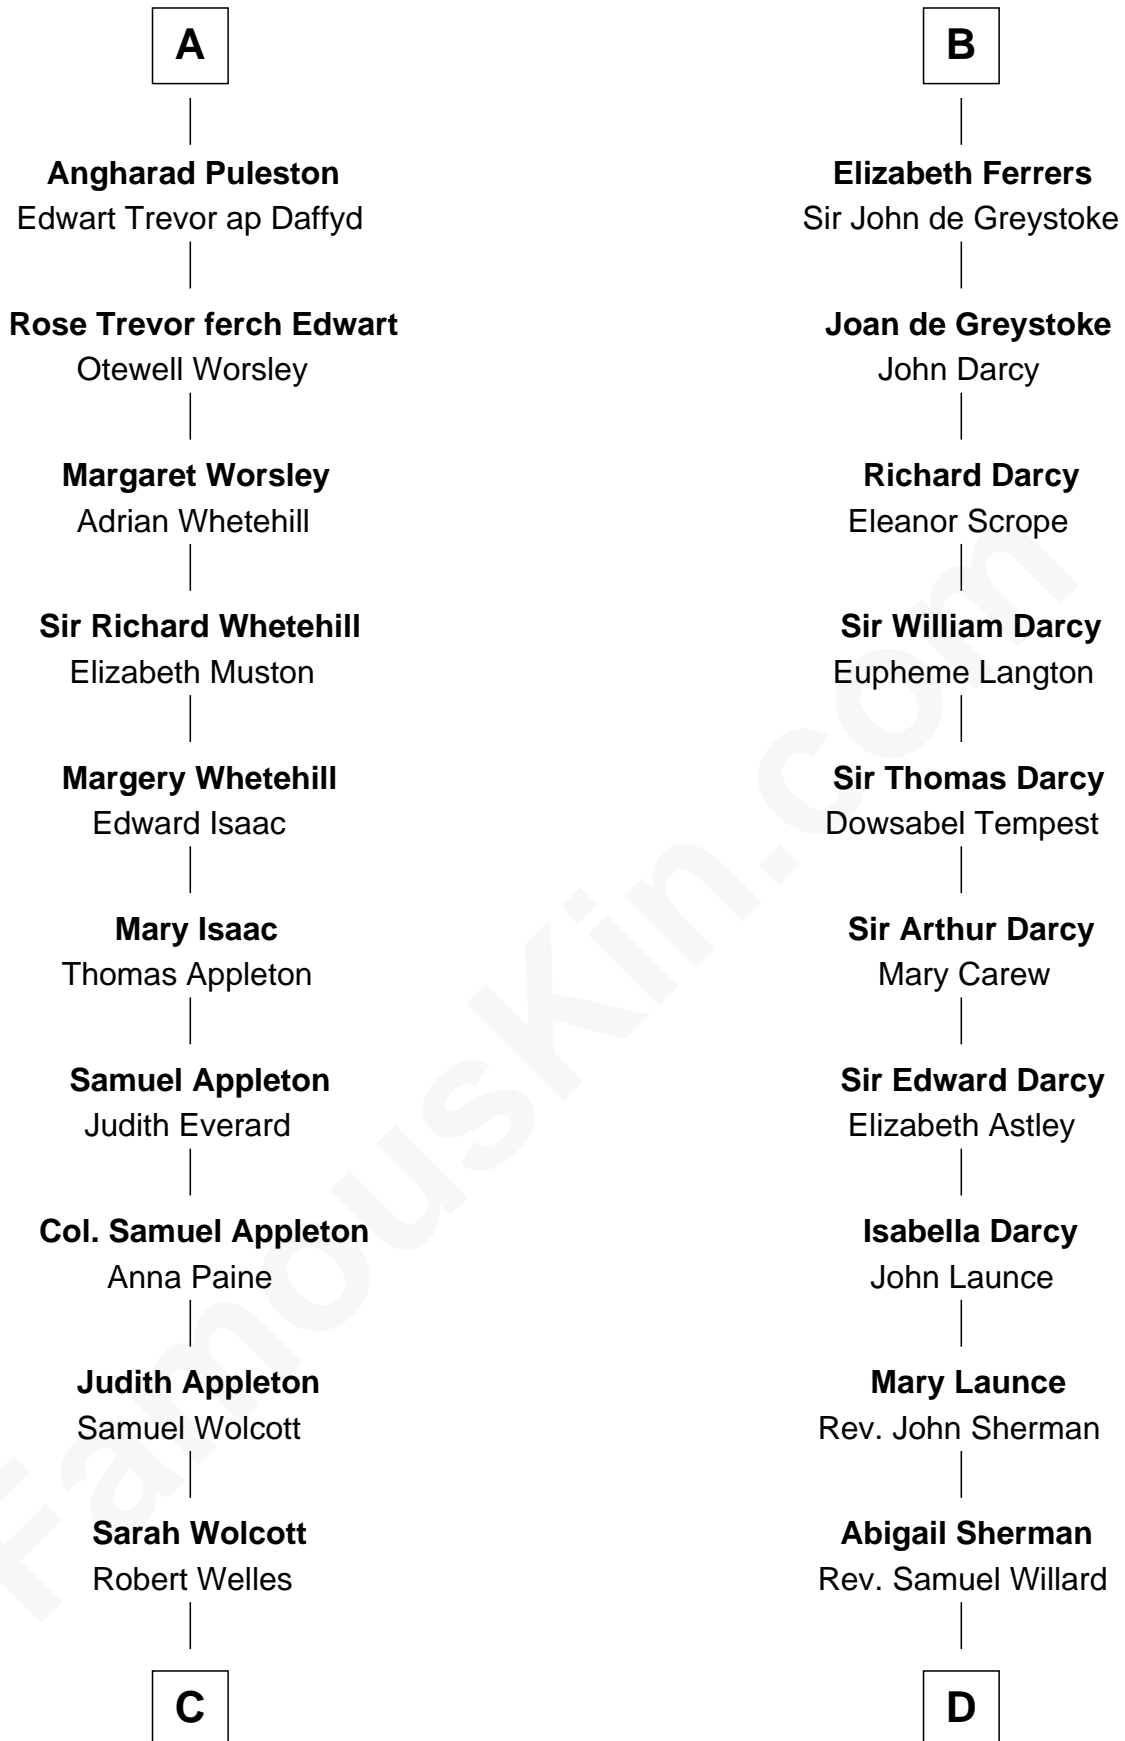 A
Angharad Puleston
Edwart Trevor ap Daffyd
Rose Trevor ferch Edwart
Otewell Worsley
Margaret Worsley
Adrian Whetehill
Sir Richard Whetehill
Elizabeth Muston
Margery Whetehill
Edward Isaac
Mary Isaac
Thomas Appleton
Samuel Appleton
Judith Everard
Col. Samuel Appleton
Anna Paine
Judith Appleton
Samuel Wolcott
Sarah Wolcott
Robert Welles
C
B
Elizabeth Ferrers
Sir John de Greystoke
Joan de Greystoke
John Darcy
Richard Darcy
Eleanor Scrope
Sir William Darcy
Eupheme Langton
Sir Thomas Darcy
Dowsabel Tempest
Sir Arthur Darcy
Mary Carew
Sir Edward Darcy
Elizabeth Astley
Isabella Darcy
John Launce
Mary Launce
Rev. John Sherman
Abigail Sherman
Rev. Samuel Willard
D
FamousKin.com